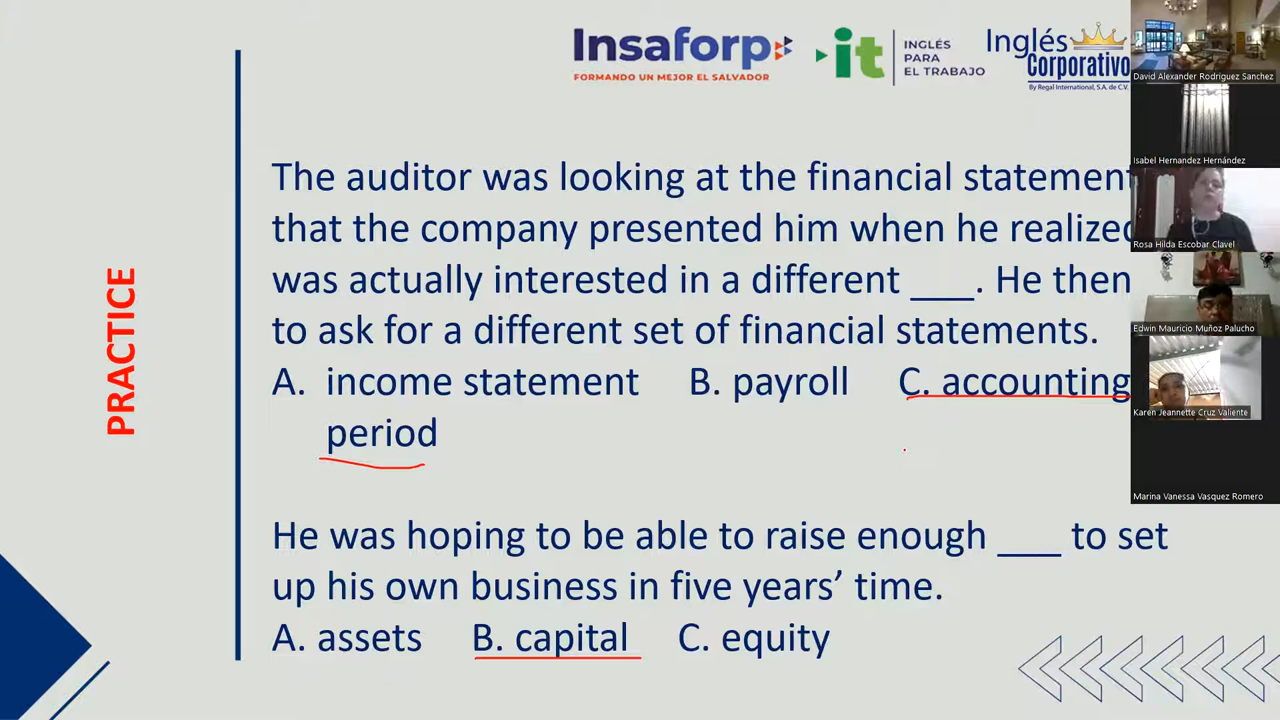 Insaforp
FORMANDO UN MEJOR EL SALVADOR
it
INGLÉS
PARA
EL TRABAJO
Inglés
Corporativo
By Regal International, S.A. de C.V.
PRACTICE
The auditor was looking at the financial statement
that the company presented him when he realized
was actually interested in a different ___. He then
to ask for a different set of financial statements.
A. income statement B. payroll C. accounting
period
He was hoping to be able to raise enough ___ to set
up his own business in five years’ time.
A. assets B. capital C. equity
David Alexander Rodriguez Sanchez
Isabel Hernandez Hernández
Rosa Hilda Escobar Clavel
Edwin Mauricio Muñoz Palucho
Karen Jeannette Cruz Valiente
Marina Vanessa Vasquez Romero